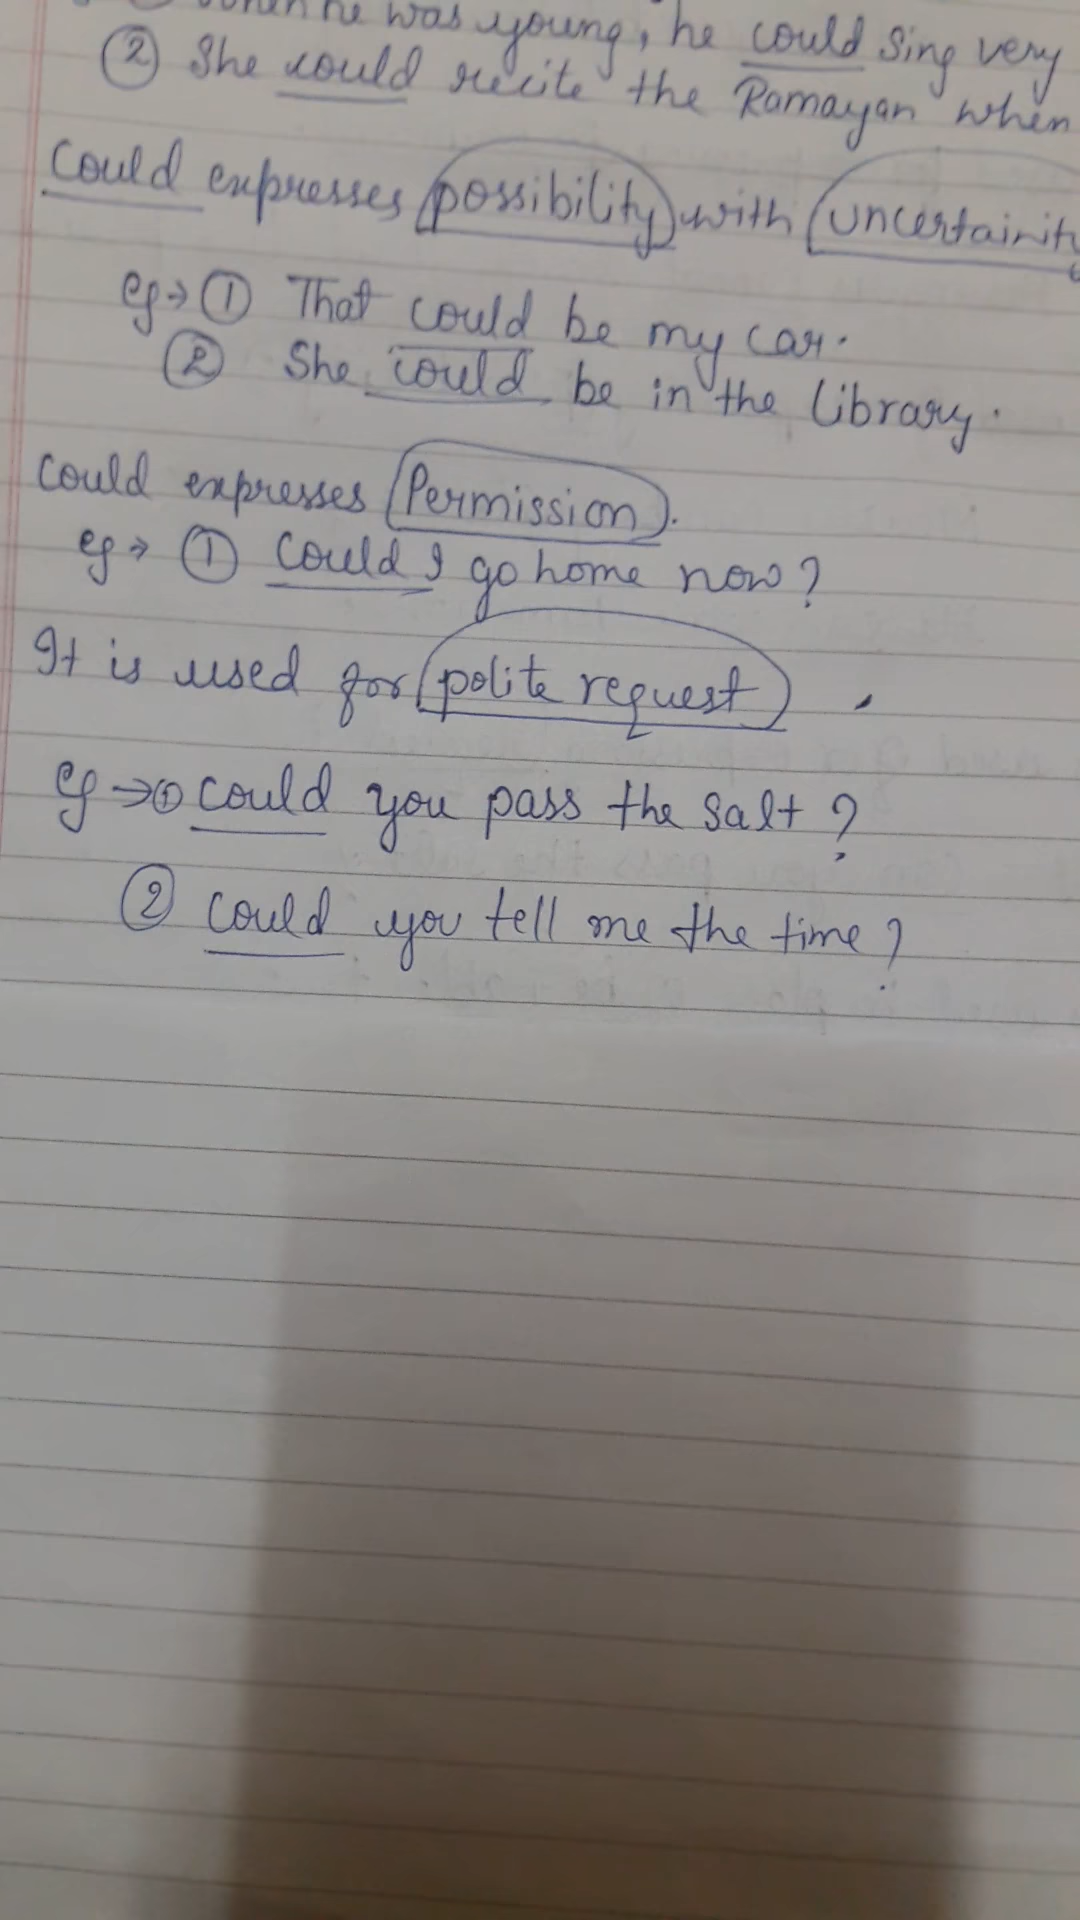 when he was young, he could sing very
② She could recite the Ramayan when
Could expresses possibility with uncertainity
eg → ① That could be my car.
② She could be in the library.
Could expresses Permission.
eg → ① Could I go home now?
It is used for polite request
eg → ① Could you pass the salt?
② Could you tell me the time?